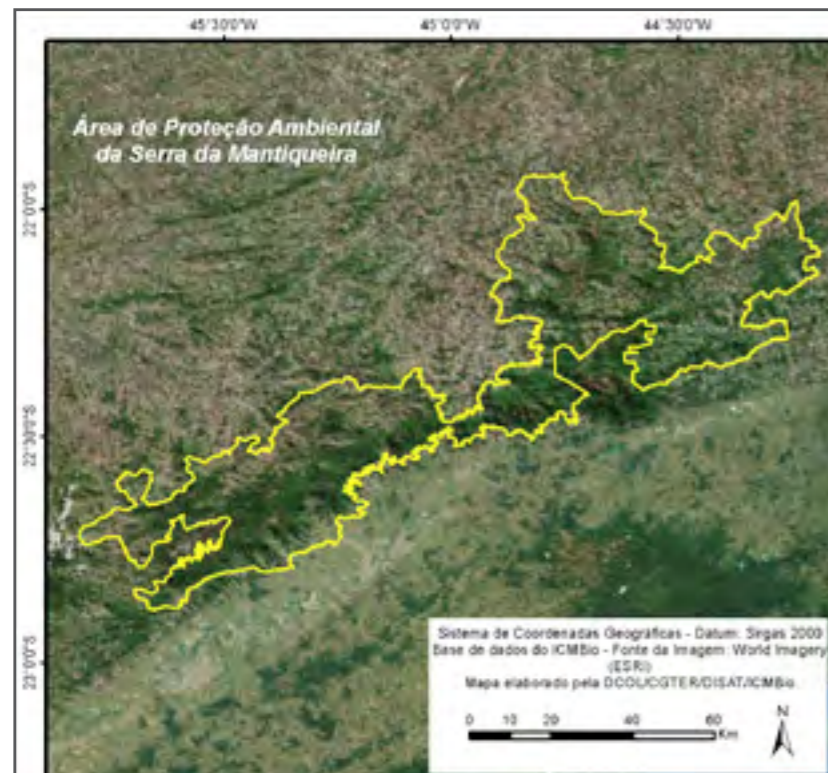 45°30'0"W 45°0'0"W 44°30'0"W
Área de Proteção Ambiental
da Serra da Mantiqueira
22°0'0"S
22°30'0"S
23°0'0"S
Sistema de Coordenadas Geográficas - Datum: Sirgas 2000
Base de dados do ICMBio - Fonte da Imagem: World Imagery
(ESRI)
Mapa elaborado pela DCOL/CGTER/DISAT/ICMBio.
0 10 20 40 60
Km
N